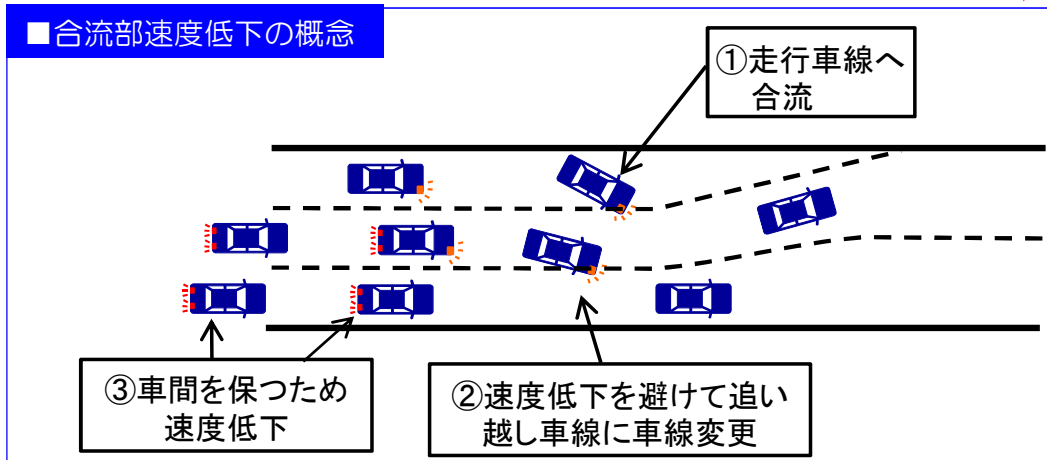 ■合流部速度低下の概念
①走行車線へ
合流
③車間を保つため
速度低下
②速度低下を避けて追い
越し車線に車線変更